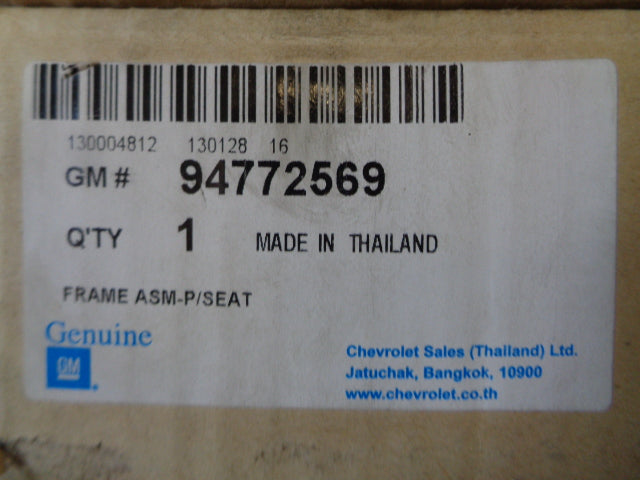 130004812 130128 16
GM # 94772569
Q'TY 1 MADE IN THAILAND
FRAME ASM-P/SEAT
Genuine
GM
Chevrolet Sales (Thailand) Ltd.
Jatuchak, Bangkok, 10900
www.chevrolet.co.th